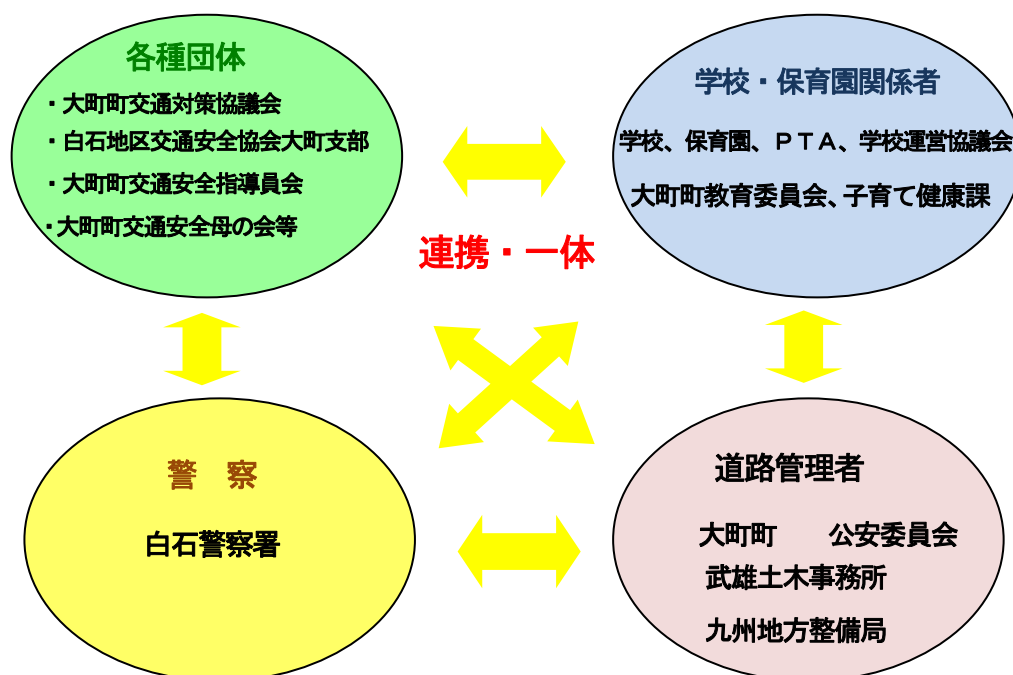 各種団体
・大町町交通対策協議会
・白石地区交通安全協会大町支部
・大町町交通安全指導員会
・大町町交通安全母の会等
学校・保育園関係者
学校、保育園、ＰＴＡ、学校運営協議会
大町町教育委員会、子育て健康課
連携・一体
警　察
白石警察署
道路管理者
大町町　　公安委員会
武雄土木事務所
九州地方整備局